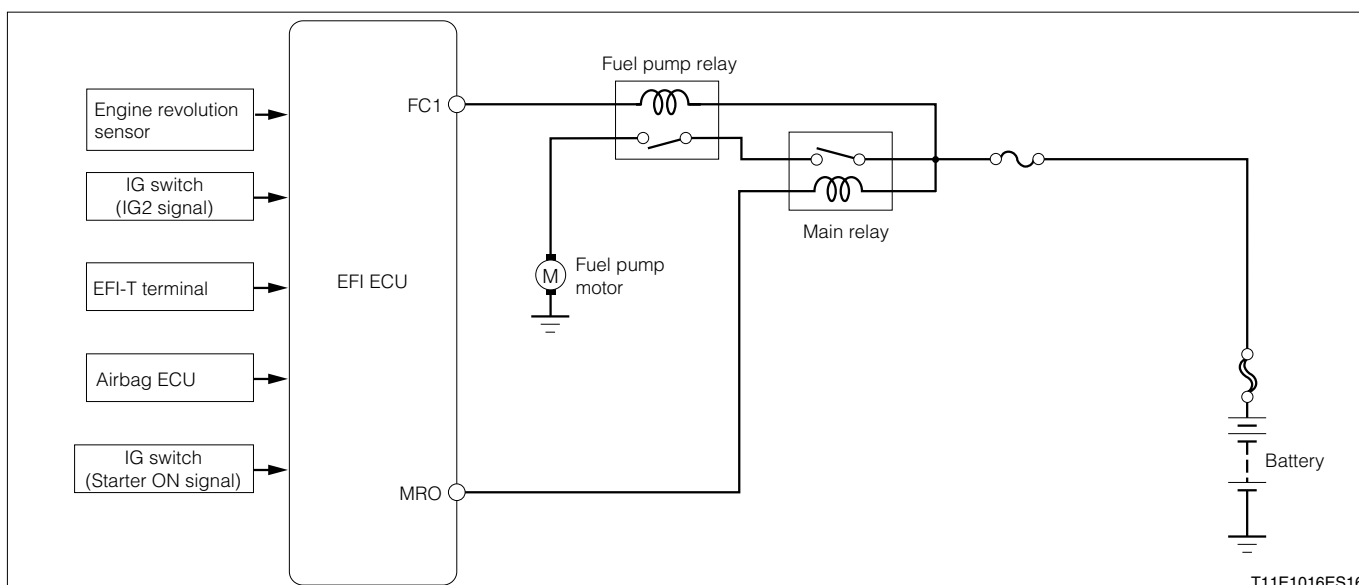 Engine revolution
sensor
IG switch
(IG2 signal)
EFI-T terminal
Airbag ECU
IG switch
(Starter ON signal)
EFI ECU
FC1
MRO
Fuel pump relay
Main relay
M
Fuel pump
motor
Battery
T11E1016ES16